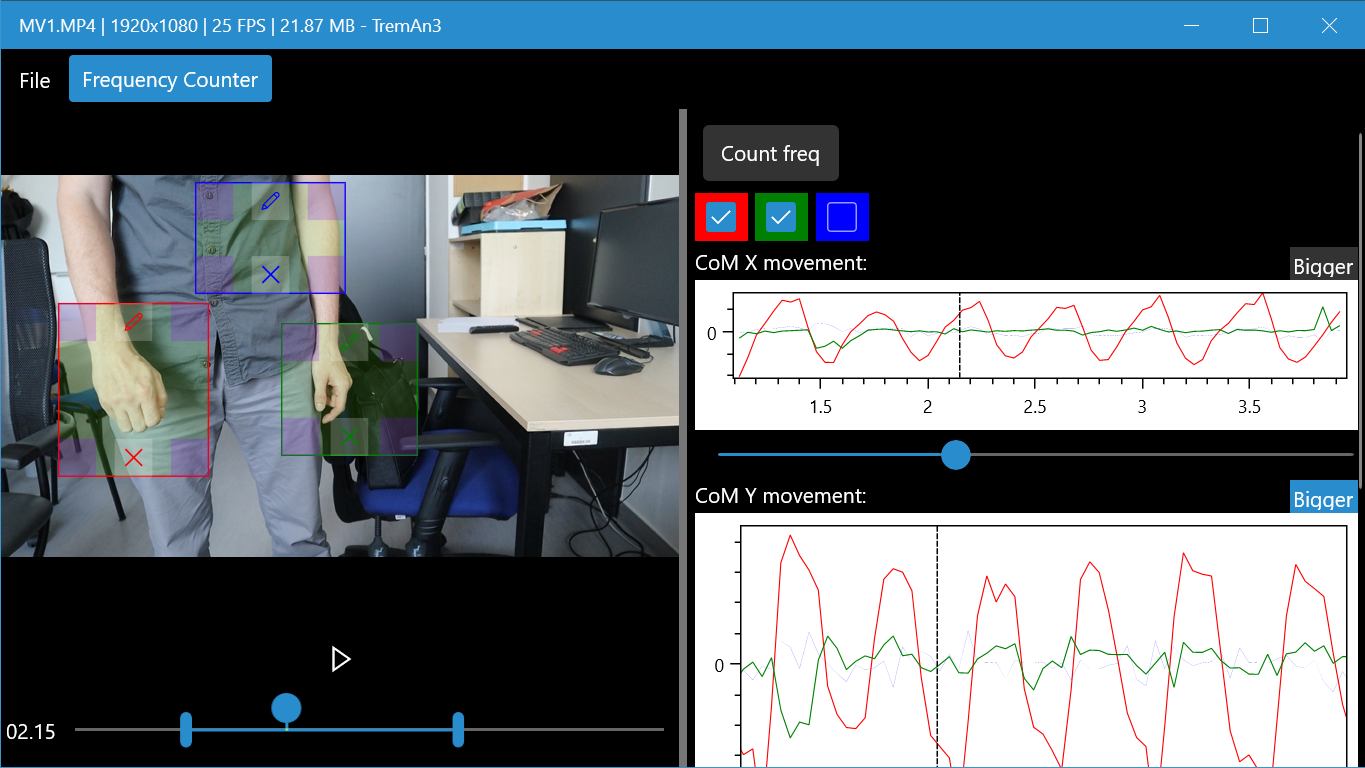 MV1.MP4 | 1920x1080 | 25 FPS | 21.87 MB - TremAn3
File
Frequency Counter
Count freq
CoM X movement:
Bigger
0
1.5 2 2.5 3 3.5
CoM Y movement:
Bigger
0
02.15